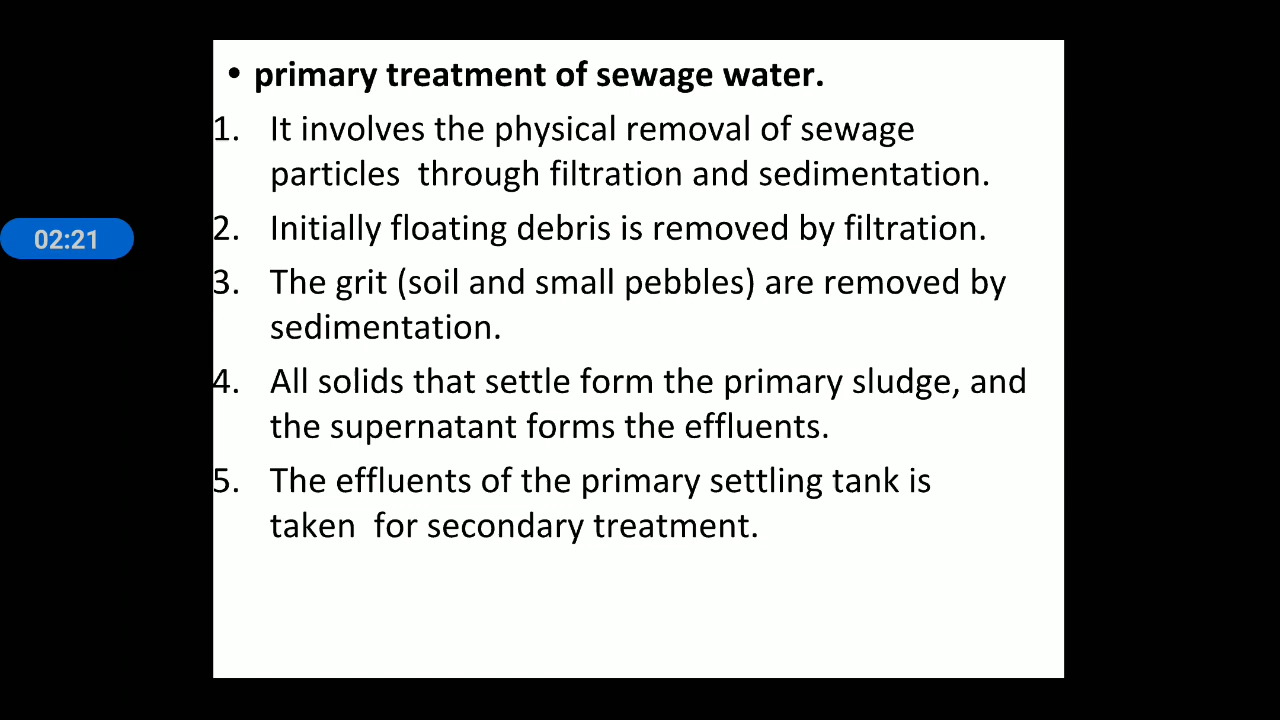 • primary treatment of sewage water.
1. It involves the physical removal of sewage
particles through filtration and sedimentation.
2. Initially floating debris is removed by filtration.
02:21
3. The grit (soil and small pebbles) are removed by
sedimentation.
4. All solids that settle form the primary sludge, and
the supernatant forms the effluents.
5. The effluents of the primary settling tank is
taken for secondary treatment.